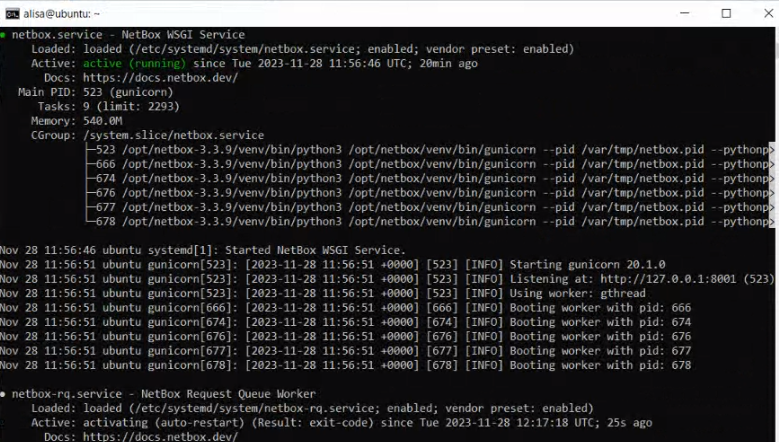 alisa@ubuntu: ~
● netbox.service - NetBox WSGI Service
Loaded: loaded (/etc/systemd/system/netbox.service; enabled; vendor preset: enabled)
Active: active (running) since Tue 2023-11-28 11:56:46 UTC; 20min ago
Docs: https://docs.netbox.dev/
Main PID: 523 (gunicorn)
Tasks: 9 (limit: 2293)
Memory: 540.0M
CGroup: /system.slice/netbox.service
├─523 /opt/netbox-3.3.9/venv/bin/python3 /opt/netbox/venv/bin/gunicorn --pid /var/tmp/netbox.pid --pythonp>
├─666 /opt/netbox-3.3.9/venv/bin/python3 /opt/netbox/venv/bin/gunicorn --pid /var/tmp/netbox.pid --pythonp>
├─674 /opt/netbox-3.3.9/venv/bin/python3 /opt/netbox/venv/bin/gunicorn --pid /var/tmp/netbox.pid --pythonp>
├─676 /opt/netbox-3.3.9/venv/bin/python3 /opt/netbox/venv/bin/gunicorn --pid /var/tmp/netbox.pid --pythonp>
├─677 /opt/netbox-3.3.9/venv/bin/python3 /opt/netbox/venv/bin/gunicorn --pid /var/tmp/netbox.pid --pythonp>
└─678 /opt/netbox-3.3.9/venv/bin/python3 /opt/netbox/venv/bin/gunicorn --pid /var/tmp/netbox.pid --pythonp>
Nov 28 11:56:46 ubuntu systemd[1]: Started NetBox WSGI Service.
Nov 28 11:56:51 ubuntu gunicorn[523]: [2023-11-28 11:56:51 +0000] [523] [INFO] Starting gunicorn 20.1.0
Nov 28 11:56:51 ubuntu gunicorn[523]: [2023-11-28 11:56:51 +0000] [523] [INFO] Listening at: http://127.0.0.1:8001 (523)
Nov 28 11:56:51 ubuntu gunicorn[523]: [2023-11-28 11:56:51 +0000] [523] [INFO] Using worker: gthread
Nov 28 11:56:51 ubuntu gunicorn[666]: [2023-11-28 11:56:51 +0000] [666] [INFO] Booting worker with pid: 666
Nov 28 11:56:51 ubuntu gunicorn[674]: [2023-11-28 11:56:51 +0000] [674] [INFO] Booting worker with pid: 674
Nov 28 11:56:51 ubuntu gunicorn[676]: [2023-11-28 11:56:51 +0000] [676] [INFO] Booting worker with pid: 676
Nov 28 11:56:51 ubuntu gunicorn[677]: [2023-11-28 11:56:51 +0000] [677] [INFO] Booting worker with pid: 677
Nov 28 11:56:51 ubuntu gunicorn[678]: [2023-11-28 11:56:51 +0000] [678] [INFO] Booting worker with pid: 678
● netbox-rq.service - NetBox Request Queue Worker
Loaded: loaded (/etc/systemd/system/netbox-rq.service; enabled; vendor preset: enabled)
Active: activating (auto-restart) (Result: exit-code) since Tue 2023-11-28 12:17:18 UTC; 25s ago
Docs: https://docs.netbox.dev/